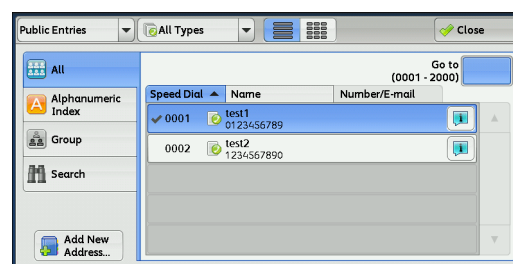 Public Entries
All Types
Close
All
Go to
(0001 - 2000)
Alphanumeric
Index
Group
Search
Add New
Address...
Speed Dial
Name
Number/E-mail
0001
test1
0123456789
0002
test2
1234567890